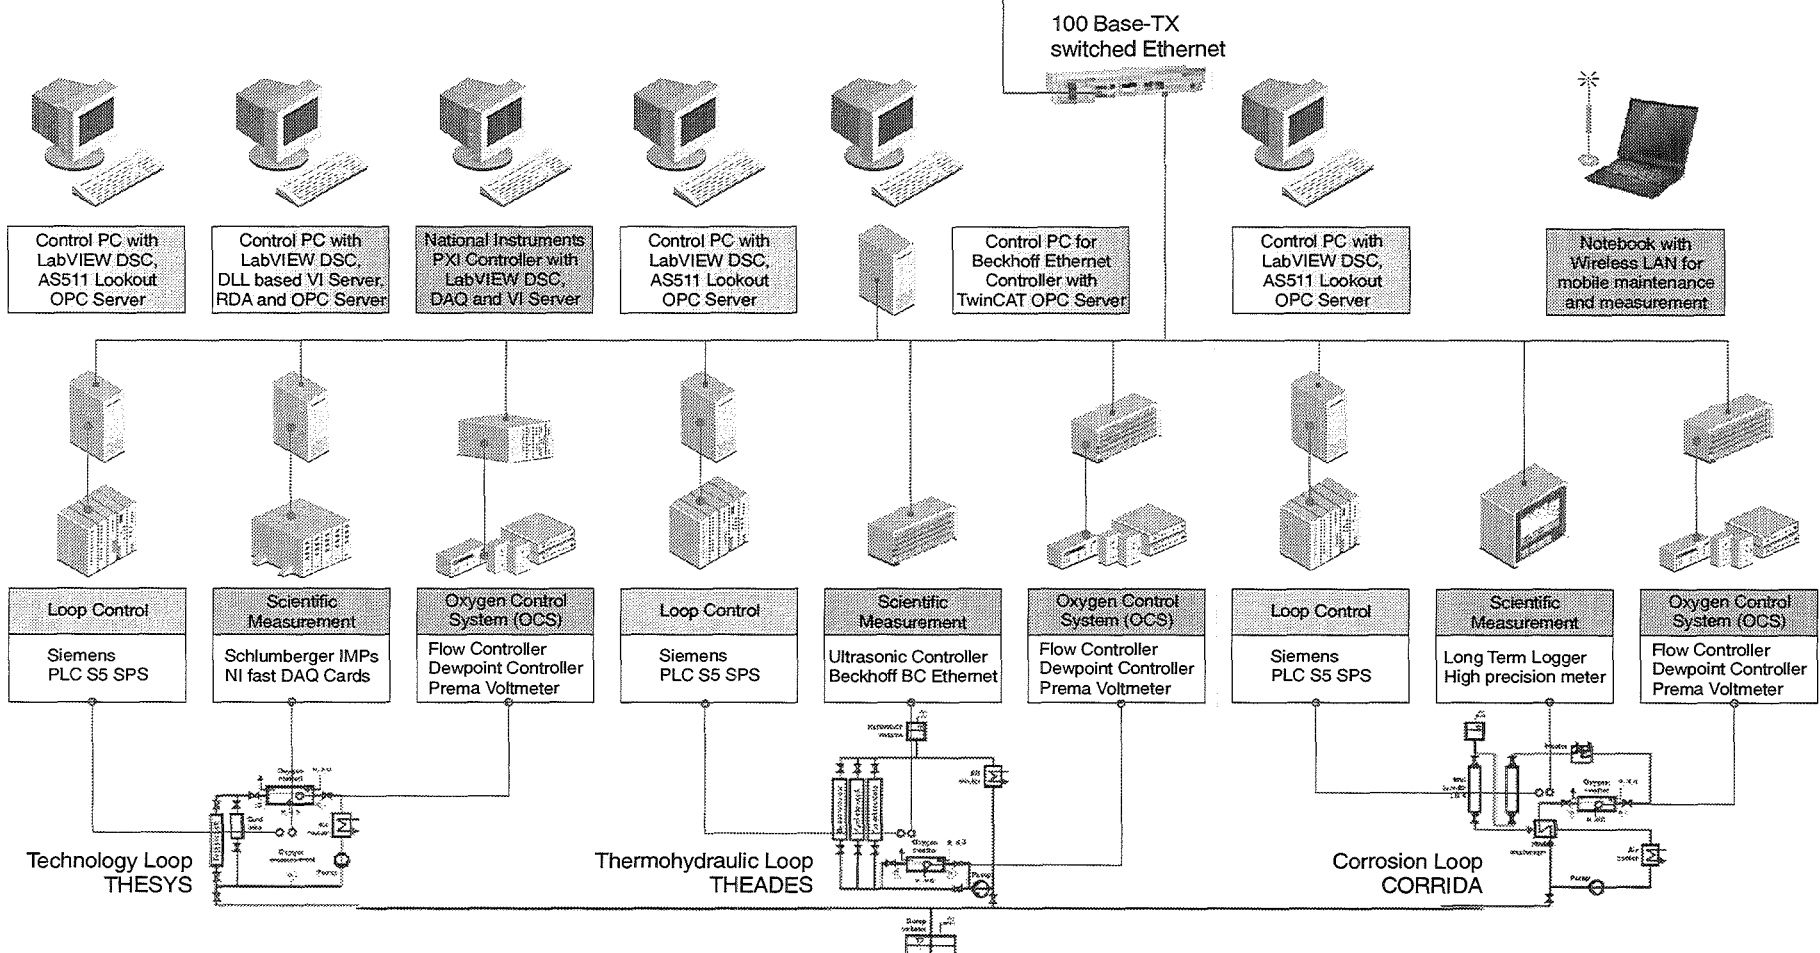 100 Base-TX
switched Ethernet
Control PC with
LabVIEW DSC,
AS511 Lookout
OPC Server
Control PC with
LabVIEW DSC,
DLL based VI Server,
RDA and OPC Server
National Instruments
PXI Controller with
LabVIEW DSC,
DAQ and VI Server
Control PC with
LabVIEW DSC,
AS511 Lookout
OPC Server
Control PC for
Beckhoff Ethernet
Controller with
TwinCAT OPC Server
Control PC with
LabVIEW DSC,
AS511 Lookout
OPC Server
Notebook with
Wireless LAN for
mobile maintenance
and measurement
Loop Control
Siemens
PLC S5 SPS
Scientific
Measurement
Schlumberger IMPs
NI fast DAQ Cards
Oxygen Control
System (OCS)
Flow Controller
Dewpoint Controller
Prema Voltmeter
Loop Control
Siemens
PLC S5 SPS
Scientific
Measurement
Ultrasonic Controller
Beckhoff BC Ethernet
Oxygen Control
System (OCS)
Flow Controller
Dewpoint Controller
Prema Voltmeter
Loop Control
Siemens
PLC S5 SPS
Scientific
Measurement
Long Term Logger
High precision meter
Oxygen Control
System (OCS)
Flow Controller
Dewpoint Controller
Prema Voltmeter
Technology Loop
THESYS
Thermohydraulic Loop
THEADES
Corrosion Loop
CORRIDA
Pump
Pump
Pump